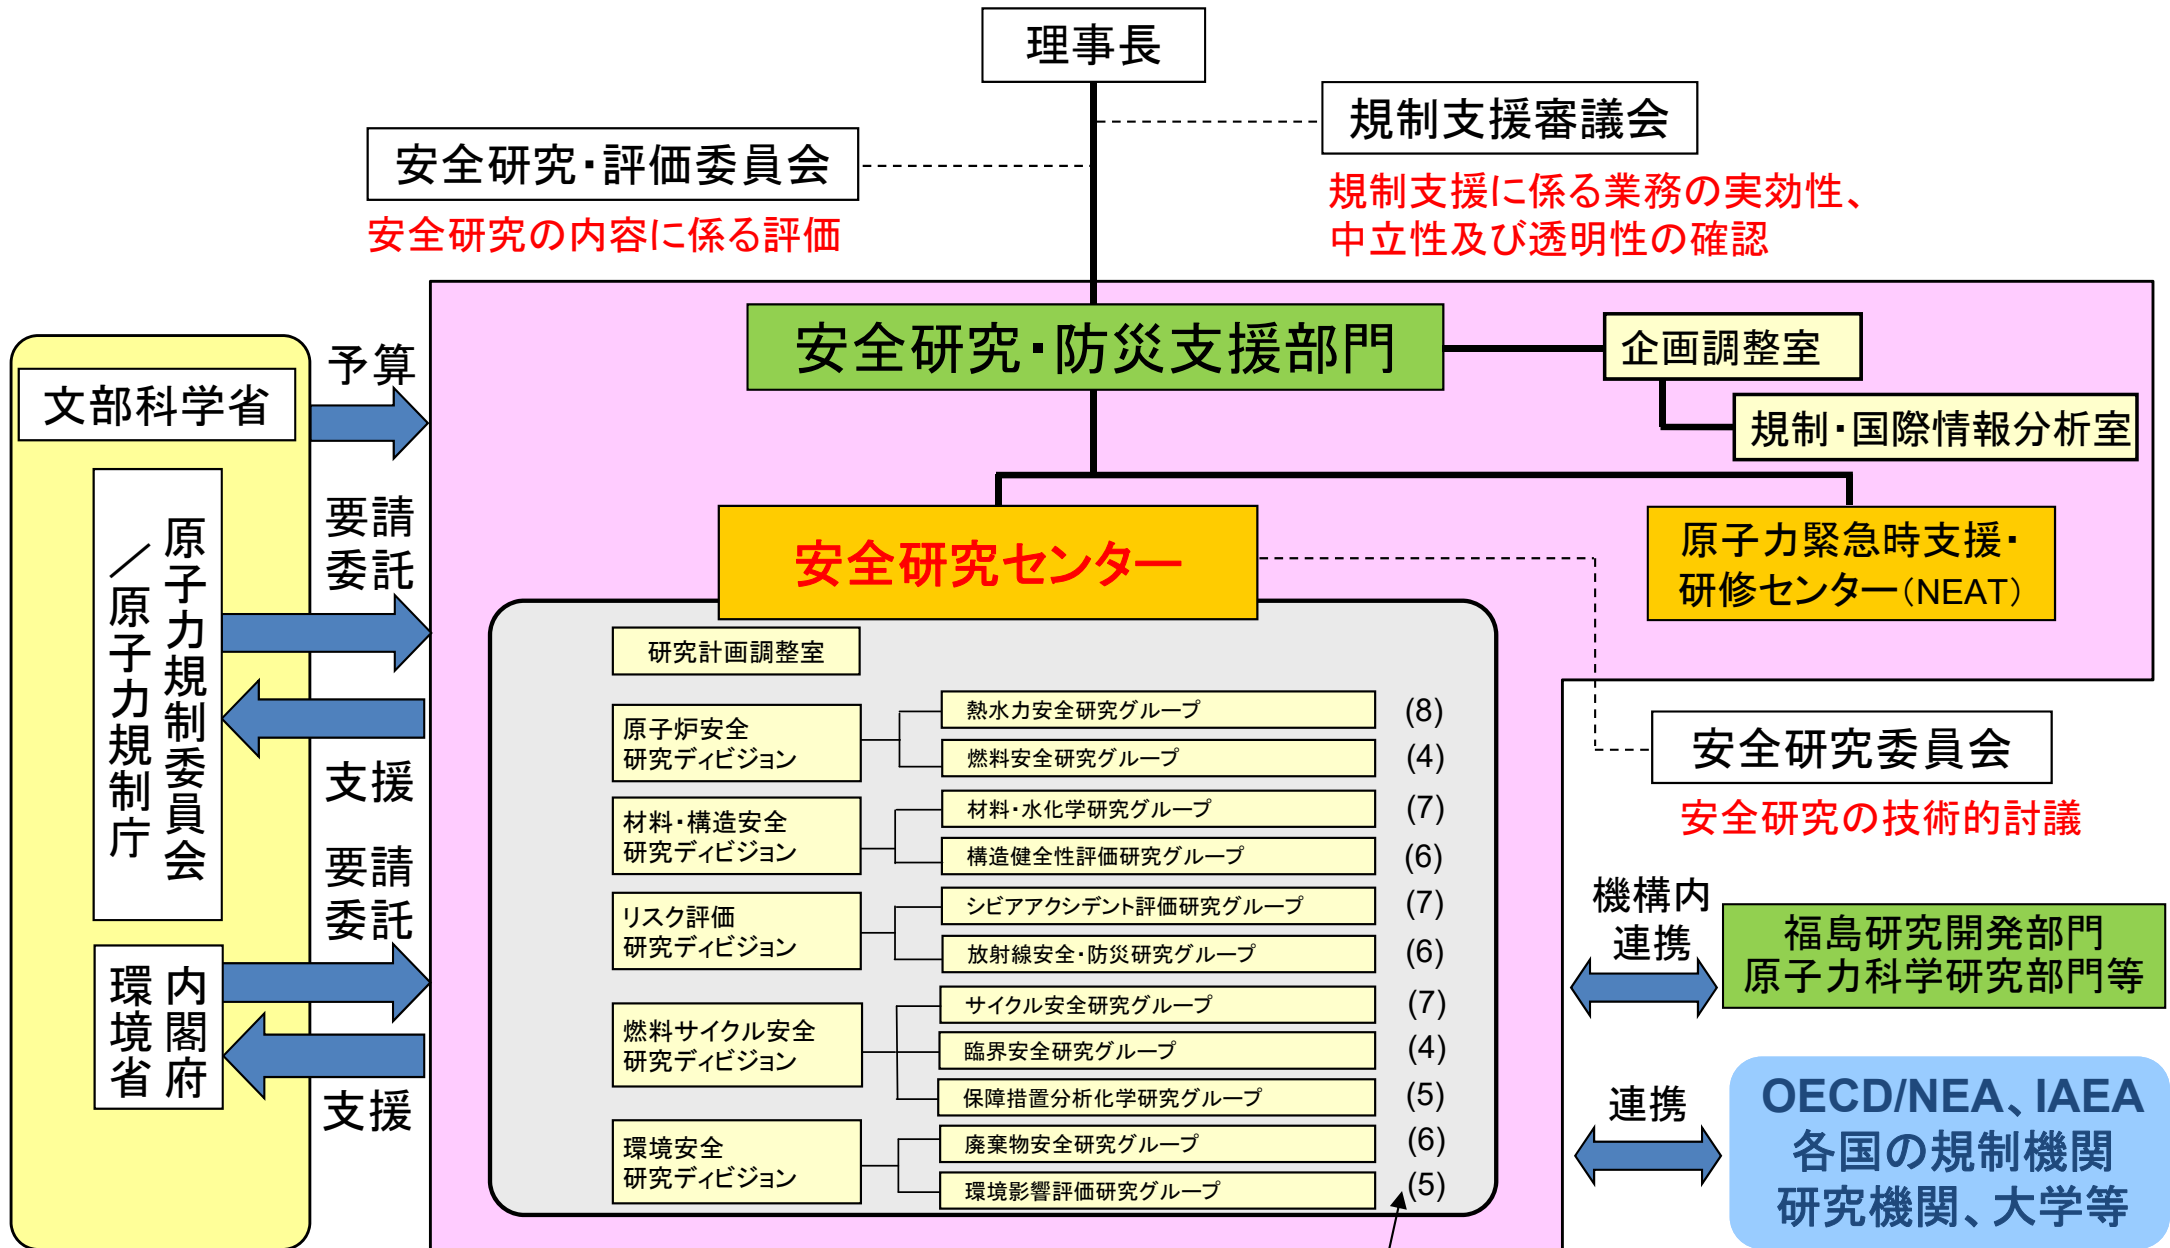 理事長
規制支援審議会
安全研究・評価委員会
規制支援に係る業務の実効性、
中立性及び透明性の確認
安全研究の内容に係る評価
安全研究・防災支援部門
企画調整室
規制・国際情報分析室
文部科学省
予算
原子力規制委員会
／原子力規制庁
要請
委託
支援
要請
委託
内閣府
環境省
支援
安全研究センター
原子力緊急時支援・
研修センター（NEAT）
研究計画調整室
原子炉安全
研究ディビジョン
熱水力安全研究グループ (8)
燃料安全研究グループ (4)
材料・構造安全
研究ディビジョン
材料・水化学研究グループ (7)
構造健全性評価研究グループ (6)
リスク評価
研究ディビジョン
シビアアクシデント評価研究グループ (7)
放射線安全・防災研究グループ (6)
燃料サイクル安全
研究ディビジョン
サイクル安全研究グループ (7)
臨界安全研究グループ (4)
保障措置分析化学研究グループ (5)
環境安全
研究ディビジョン
廃棄物安全研究グループ (6)
環境影響評価研究グループ (5)
安全研究委員会
安全研究の技術的討議
機構内
連携
福島研究開発部門
原子力科学研究部門等
連携
OECD/NEA、IAEA
各国の規制機関
研究機関、大学等